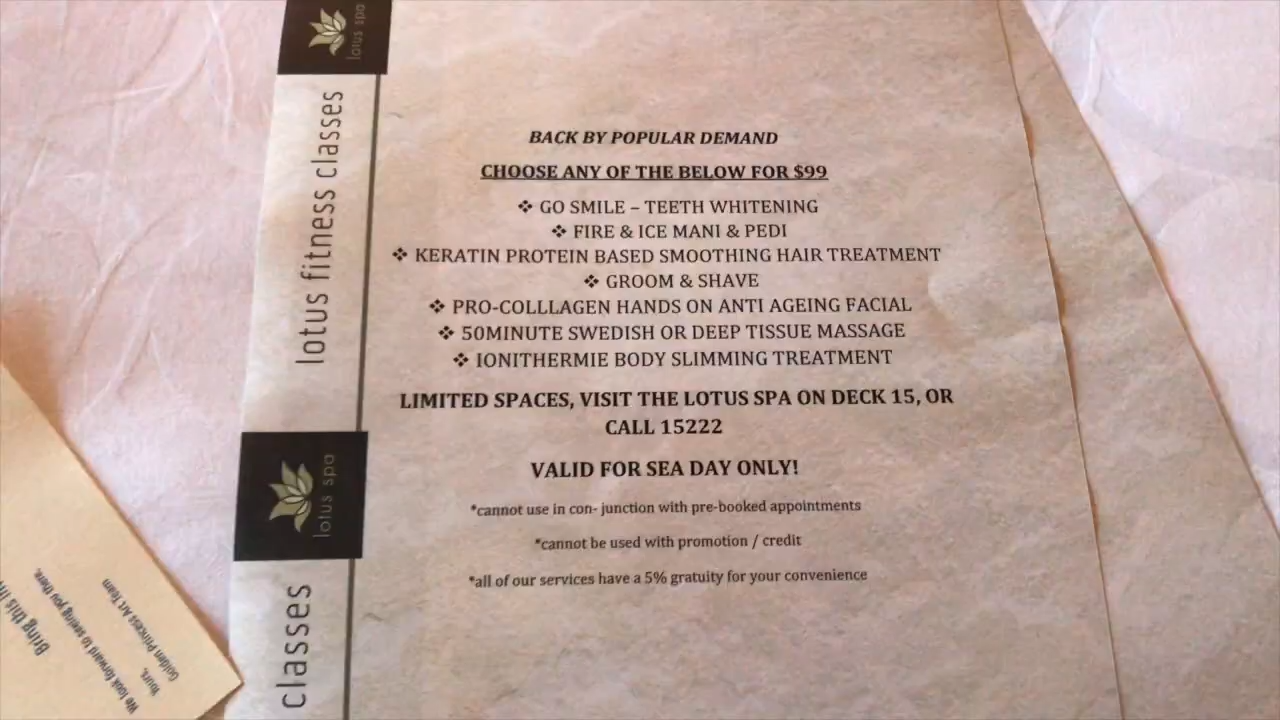 lotus spa
lotus fitness classes
lotus spa
classes
BACK BY POPULAR DEMAND
CHOOSE ANY OF THE BELOW FOR $99
❖ GO SMILE – TEETH WHITENING
❖ FIRE & ICE MANI & PEDI
❖ KERATIN PROTEIN BASED SMOOTHING HAIR TREATMENT
❖ GROOM & SHAVE
❖ PRO-COLLLAGEN HANDS ON ANTI AGEING FACIAL
❖ 50MINUTE SWEDISH OR DEEP TISSUE MASSAGE
❖ IONITHERMIE BODY SLIMMING TREATMENT
LIMITED SPACES, VISIT THE LOTUS SPA ON DECK 15, OR
CALL 15222
VALID FOR SEA DAY ONLY!
*cannot use in con- junction with pre-booked appointments
*cannot be used with promotion / credit
*all of our services have a 5% gratuity for your convenience
Bring this
We look forward to seeing you there,
Yours,
Golden Princess Art Team